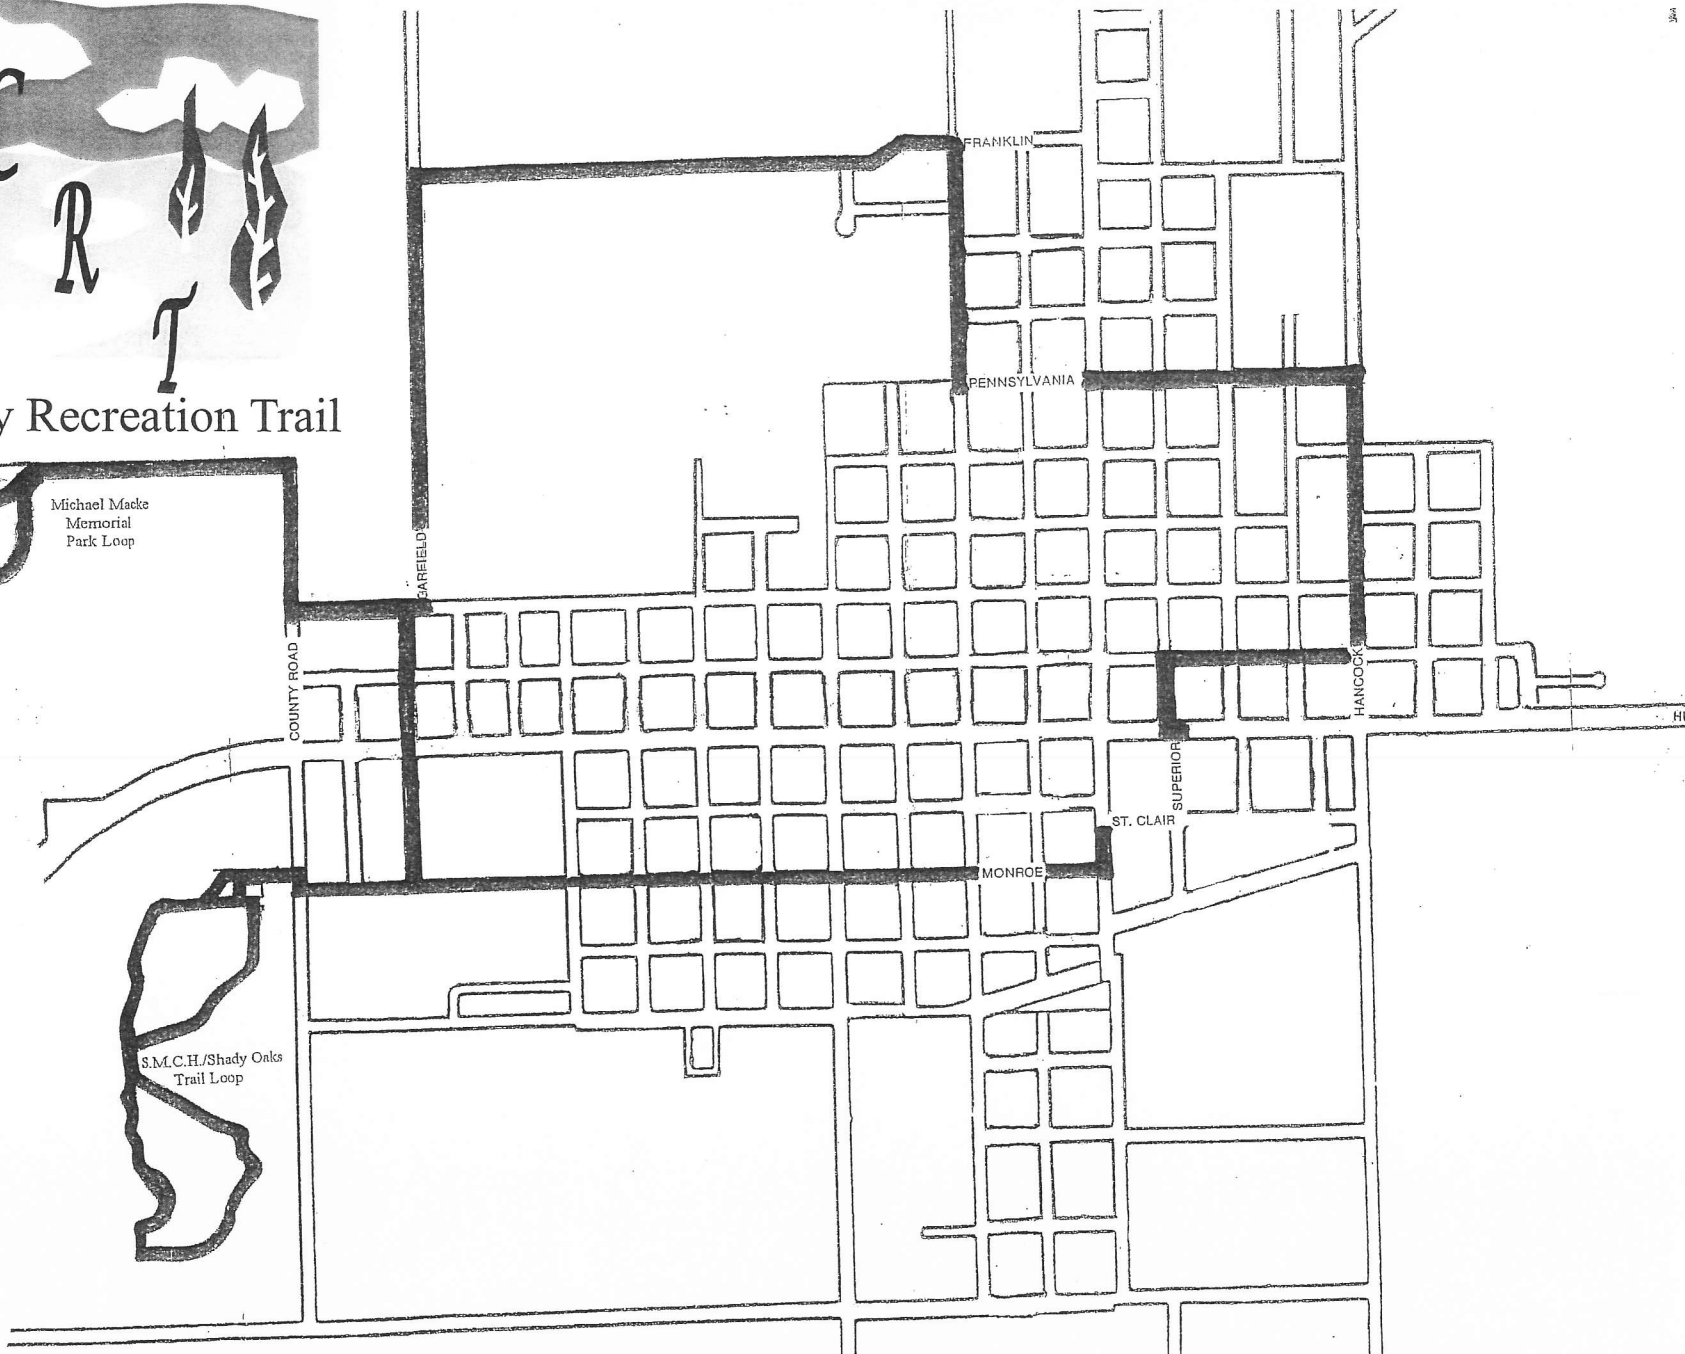 R
T
y Recreation Trail
Michael Macke
Memorial
Park Loop
FRANKLIN
PENNSYLVANIA
GARFIELD
COUNTY ROAD
HANCOCK
SUPERIOR
ST. CLAIR
MONROE
S.M.C.H./Shady Oaks
Trail Loop